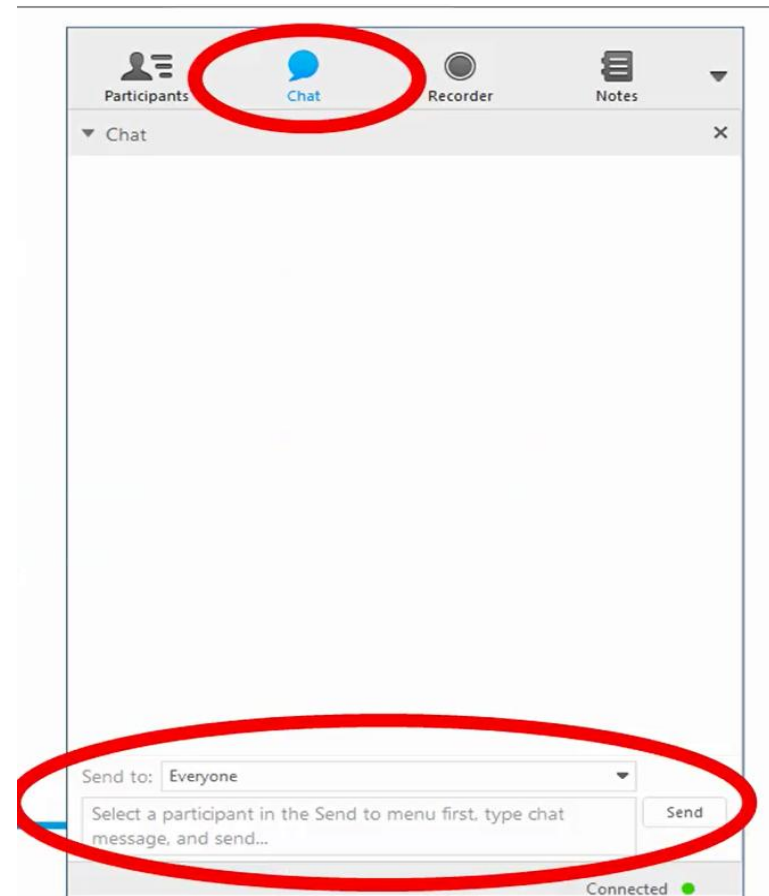 Participants Chat Recorder Notes
Chat
Send to: Everyone
Select a participant in the Send to menu first, type chat
message, and send...
Send
Connected